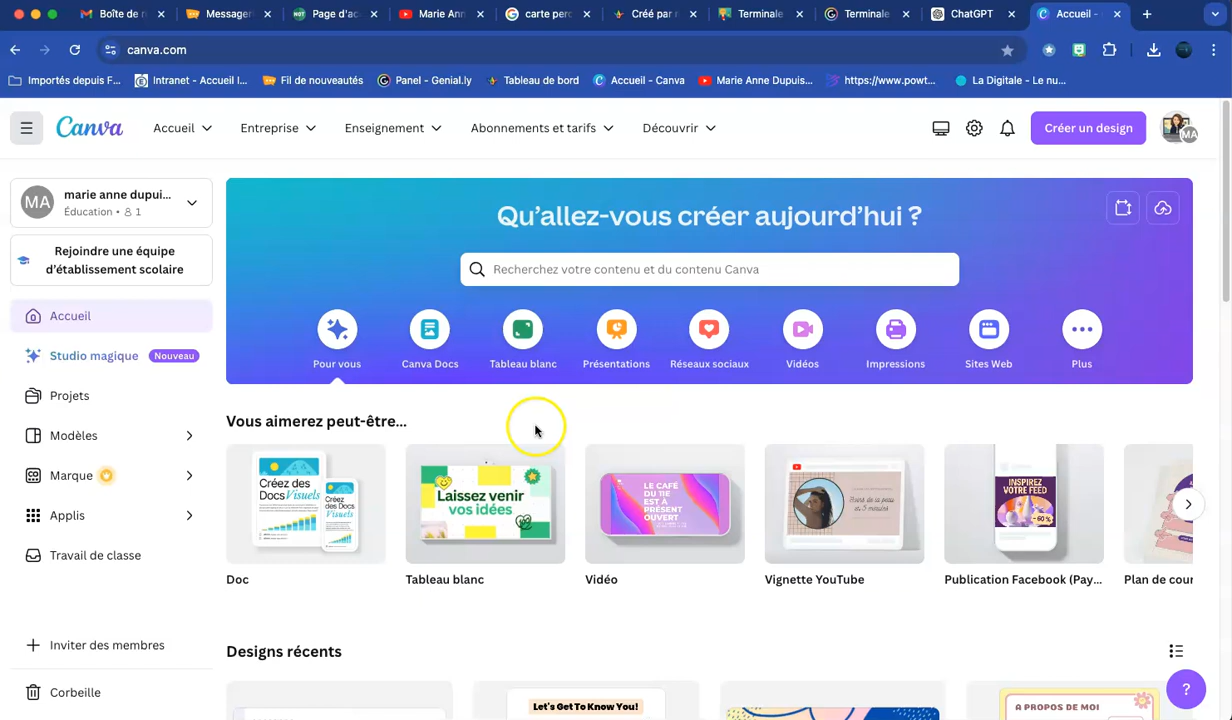 Boîte de r
Messager
Page d'ac
Marie Ann
carte perc
Créé par n
Terminale
Terminale
ChatGPT
Accueil -
canva.com
Importés depuis F...
Intranet - Accueil I...
Fil de nouveautés
Panel - Genial.ly
Tableau de bord
Accueil - Canva
Marie Anne Dupuis...
https://www.powt...
La Digitale - Le nu...
Canva
Accueil
Entreprise
Enseignement
Abonnements et tarifs
Découvrir
Créer un design
MA
MA
marie anne dupui...
Éducation • 1
Rejoindre une équipe
d'établissement scolaire
Accueil
Studio magique Nouveau
Projets
Modèles
Marque
Applis
Travail de classe
Inviter des membres
Corbeille
Qu'allez-vous créer aujourd'hui ?
Recherchez votre contenu et du contenu Canva
Pour vous
Canva Docs
Tableau blanc
Présentations
Réseaux sociaux
Vidéos
Impressions
Sites Web
Plus
Vous aimerez peut-être...
Créez des
Docs
Visuels
Créez des
Docs
Visuels
Laissez venir
vos idées
LE CAFÉ
DU 11E
EST À
PRÉSENT
OUVERT
INSPIREZ
VOTRE FEED
- 60 %
Doc
Tableau blanc
Vidéo
Vignette YouTube
Publication Facebook (Pay...
Plan de cour
Designs récents
Let's Get To Know You!
A PROPOS DE MOI
?